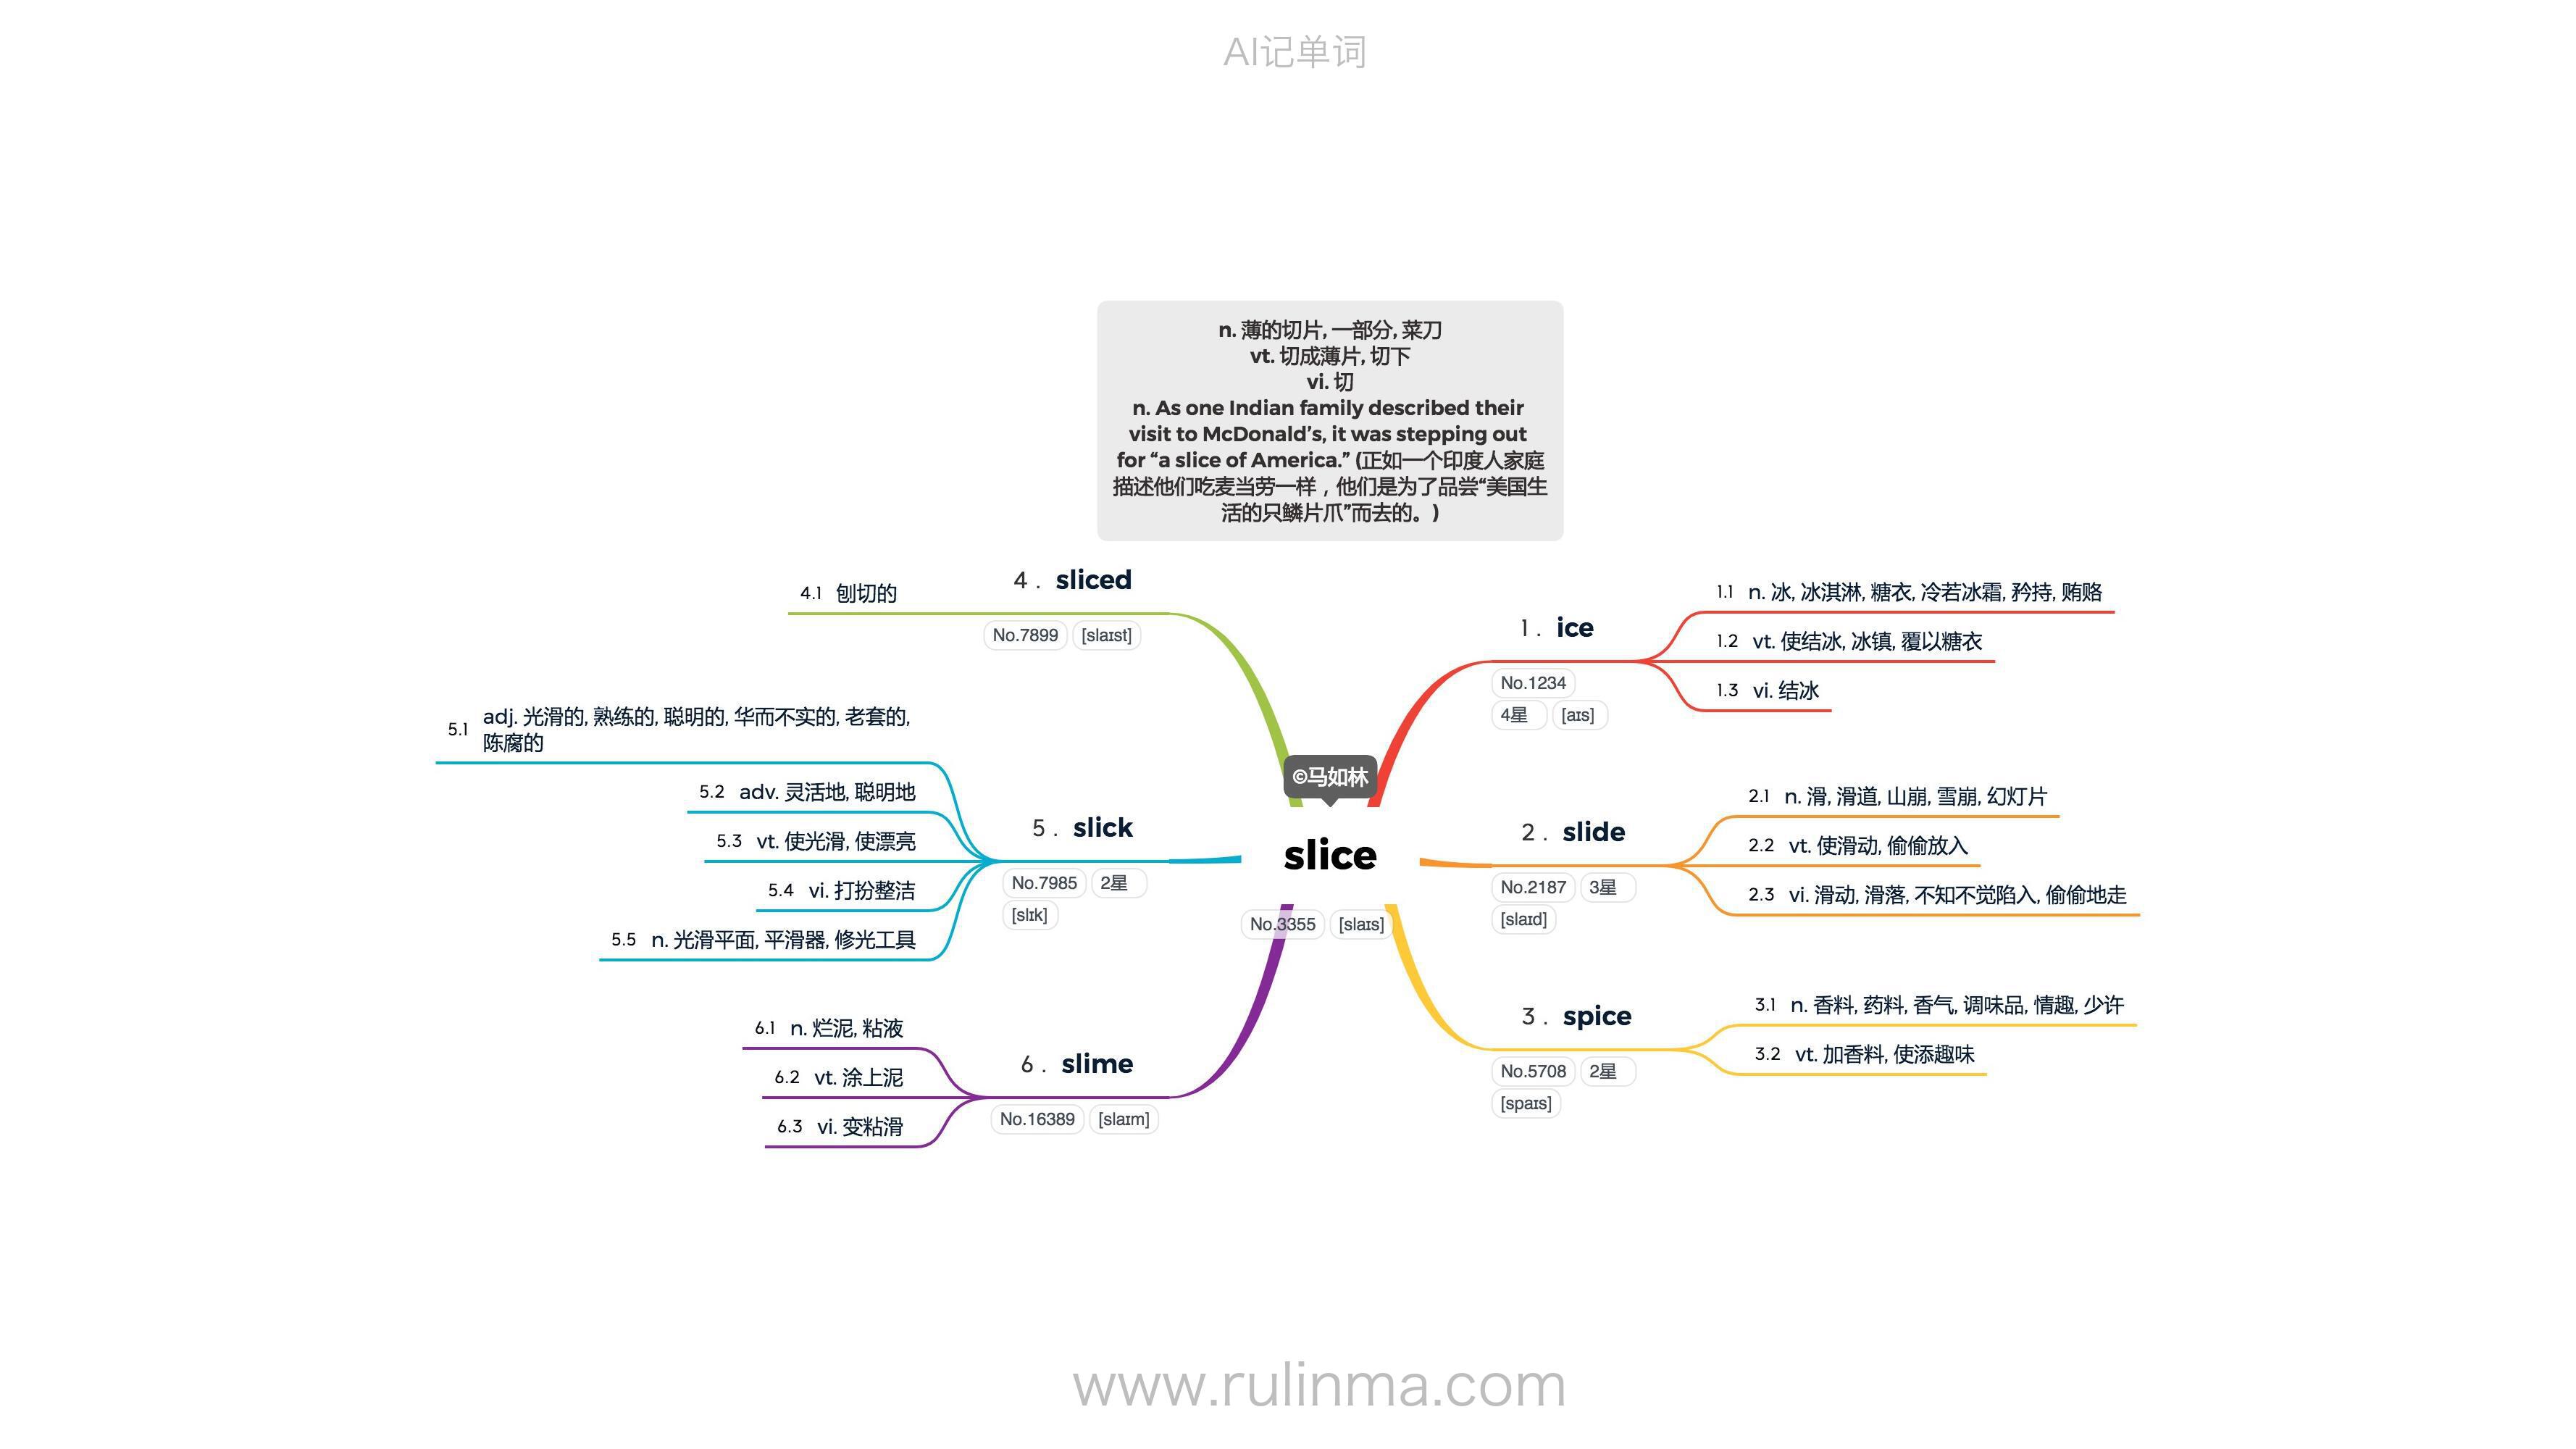 AI记单词
n. 薄的切片, 一部分, 菜刀
vt. 切成薄片, 切下
vi. 切
n. As one Indian family described their
visit to McDonald’s, it was stepping out
for “a slice of America.” (正如一个印度人家庭
描述他们吃麦当劳一样，他们是为了品尝“美国生
活的只鳞片爪”而去的。)
©马如林
slice
No.3355 [slaɪs]
1. ice
No.1234
4星 [aɪs]
1.1 n. 冰, 冰淇淋, 糖衣, 冷若冰霜, 矜持, 贿赂
1.2 vt. 使结冰, 冰镇, 覆以糖衣
1.3 vi. 结冰
2. slide
No.2187 3星
[slaɪd]
2.1 n. 滑, 滑道, 山崩, 雪崩, 幻灯片
2.2 vt. 使滑动, 偷偷放入
2.3 vi. 滑动, 滑落, 不知不觉陷入, 偷偷地走
3. spice
No.5708 2星
[spaɪs]
3.1 n. 香料, 药料, 香气, 调味品, 情趣, 少许
3.2 vt. 加香料, 使添趣味
4. sliced
No.7899 [slaɪst]
4.1 刨切的
5. slick
No.7985 2星
[slɪk]
5.1 adj. 光滑的, 熟练的, 聪明的, 华而不实的, 老套的,
陈腐的
5.2 adv. 灵活地, 聪明地
5.3 vt. 使光滑, 使漂亮
5.4 vi. 打扮整洁
5.5 n. 光滑平面, 平滑器, 修光工具
6. slime
No.16389 [slaɪm]
6.1 n. 烂泥, 粘液
6.2 vt. 涂上泥
6.3 vi. 变粘滑
www.rulinma.com